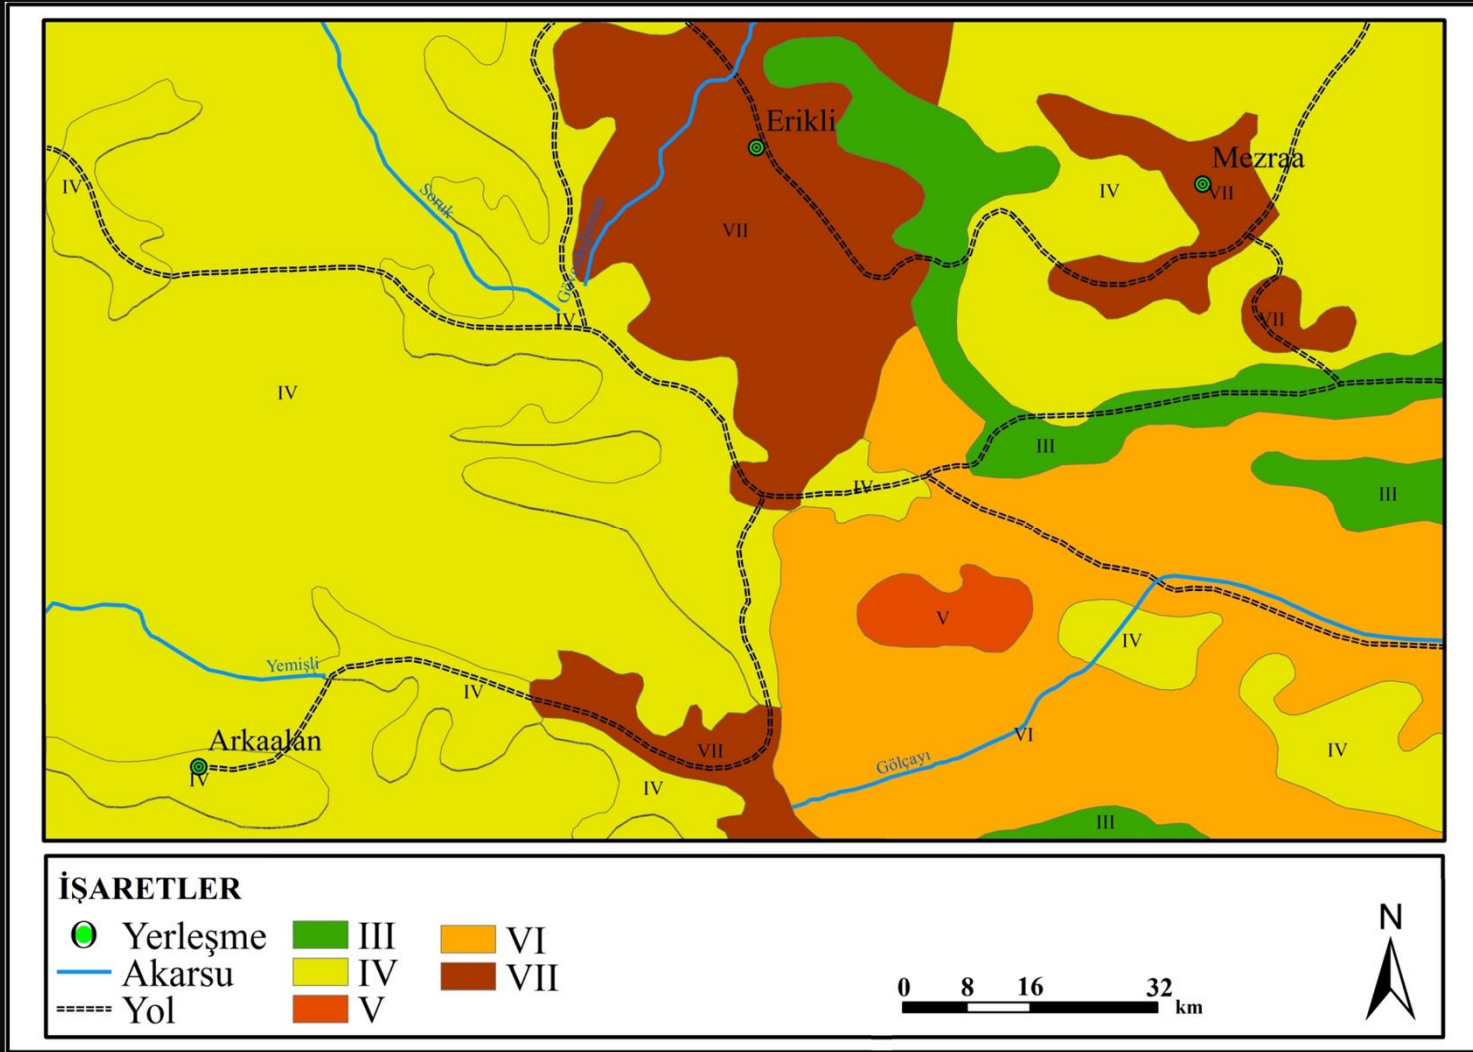 Erikli
Mezraa
IV
IV
VII
Soruk
VII
IV
VII
IV
III
IV
III
V
IV
Yemişli
IV
VI
Arkaalan
VII
IV
Gölçayı
IV
IV
III
İŞARETLER
Yerleşme
III
VI
Akarsu
IV
VII
Yol
V
0 8 16 32
km
N